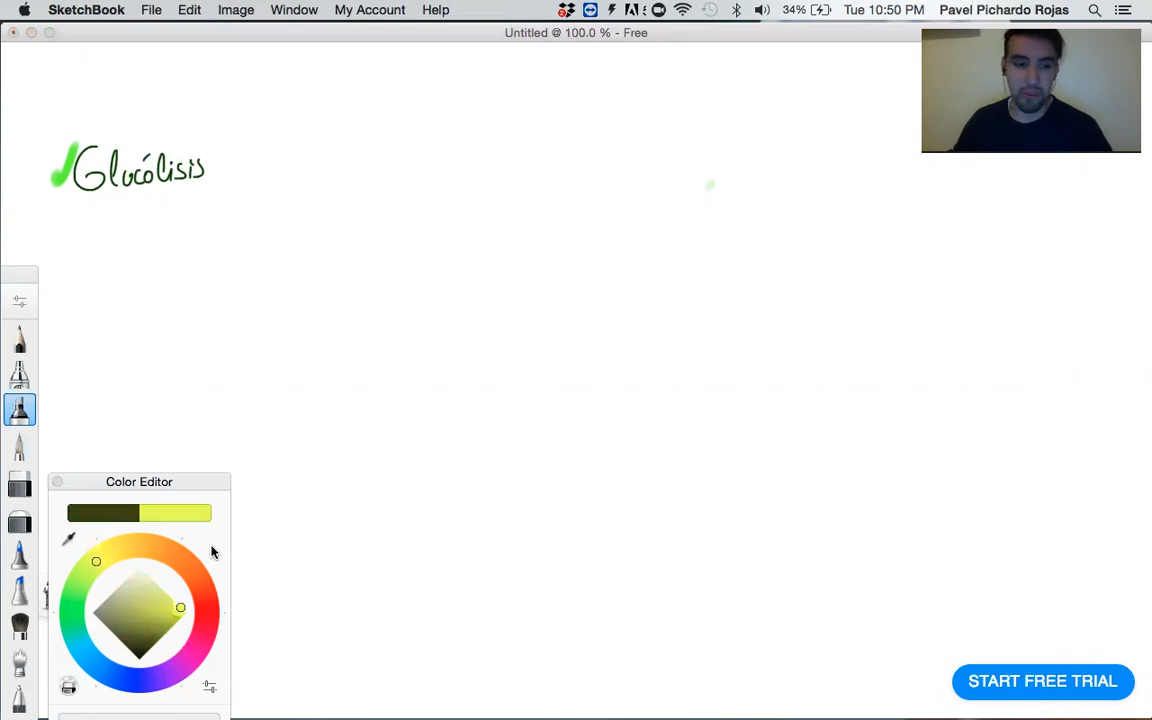 SketchBook File Edit Image Window My Account Help 34% Tue 10:50 PM Pavel Pichardo Rojas
Untitled @ 100.0 % - Free
Glucólisis
Color Editor
START FREE TRIAL